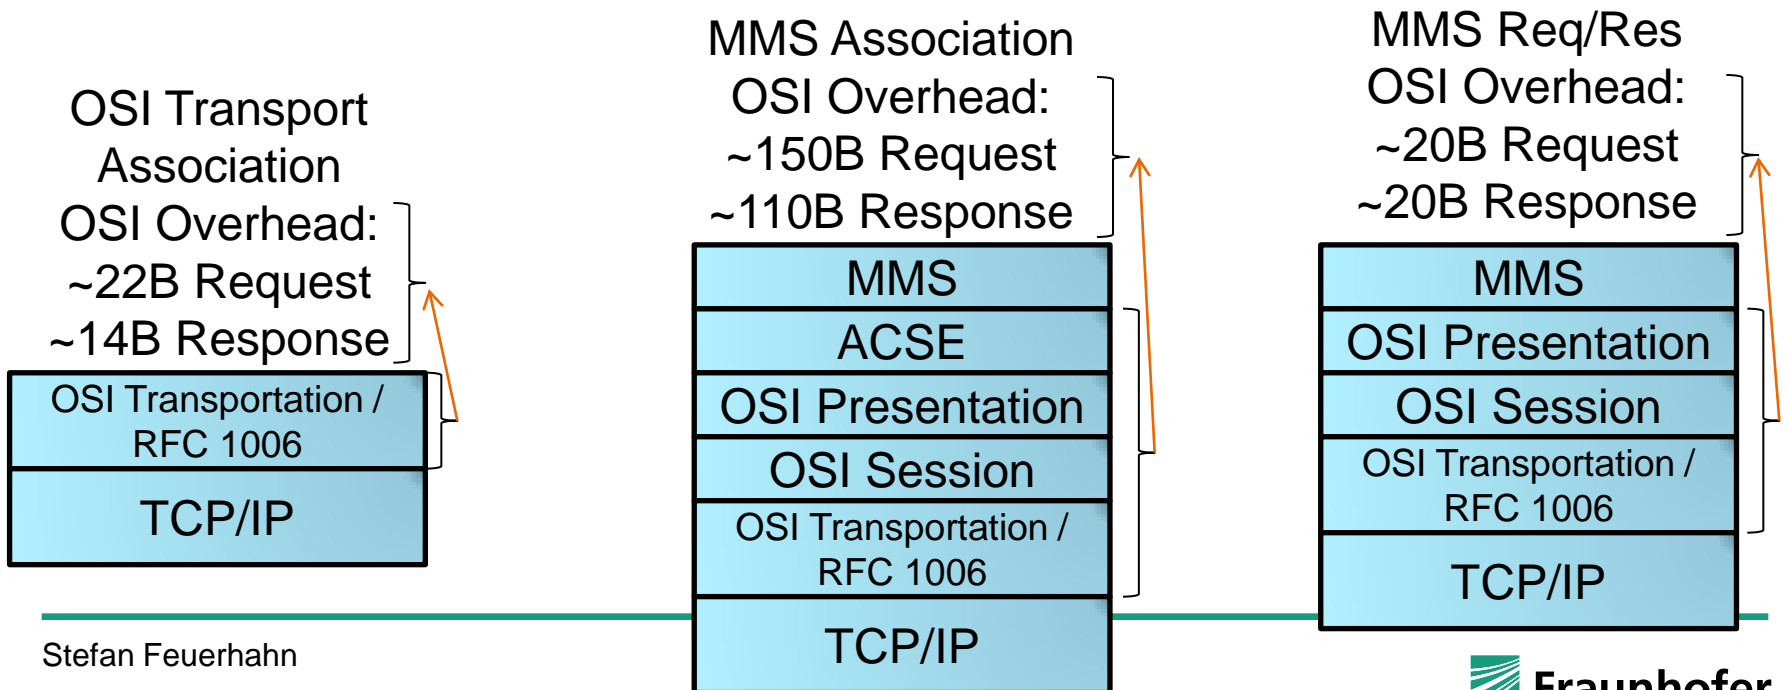 OSI Transport
Association
OSI Overhead:
~22B Request
~14B Response
OSI Transportation /
RFC 1006
TCP/IP
MMS Association
OSI Overhead:
~150B Request
~110B Response
MMS
ACSE
OSI Presentation
OSI Session
OSI Transportation /
RFC 1006
TCP/IP
MMS Req/Res
OSI Overhead:
~20B Request
~20B Response
MMS
OSI Presentation
OSI Session
OSI Transportation /
RFC 1006
TCP/IP
Stefan Feuerhahn
Fraunhofer